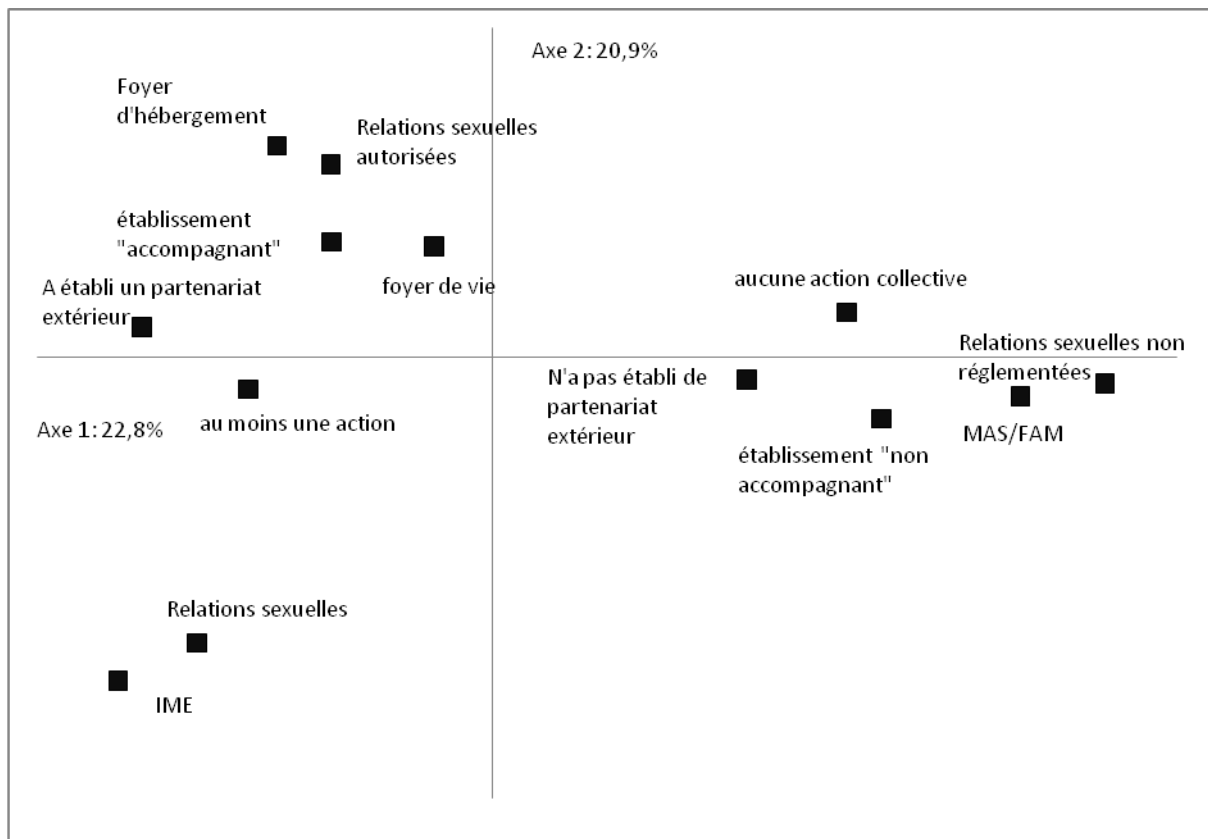 Axe 2: 20,9%
Foyer
d'hébergement
Relations sexuelles
autorisées
établissement
"accompagnant"
foyer de vie
A établi un partenariat
extérieur
aucune action collective
Relations sexuelles non
réglementées
N'a pas établi de
partenariat
extérieur
au moins une action
Axe 1: 22,8%
MAS/FAM
établissement "non
accompagnant"
Relations sexuelles
IME